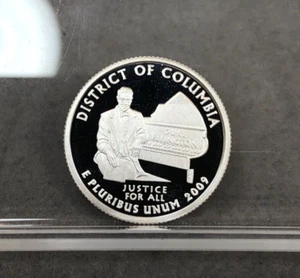 DISTRICT OF COLUMBIA
JUSTICE
FOR ALL
E PLURIBUS UNUM 2009